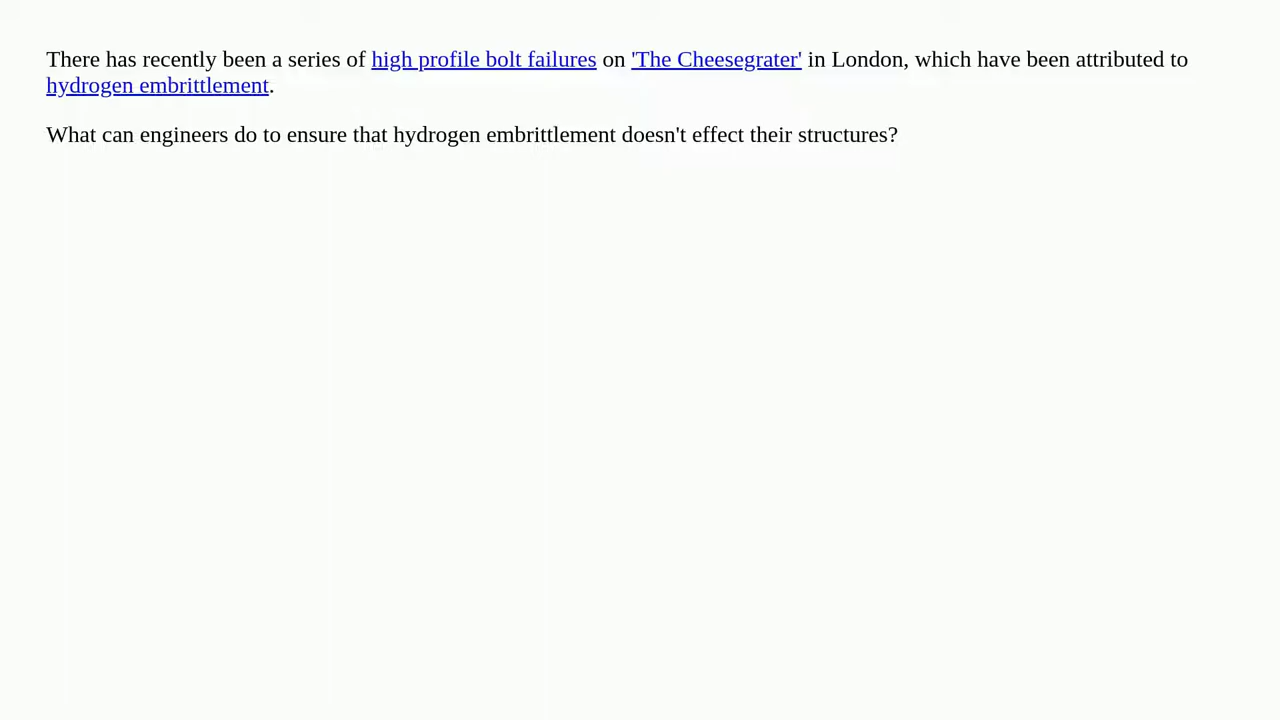 There has recently been a series of high profile bolt failures on 'The Cheesegrater' in London, which have been attributed to
hydrogen embrittlement.
What can engineers do to ensure that hydrogen embrittlement doesn't effect their structures?